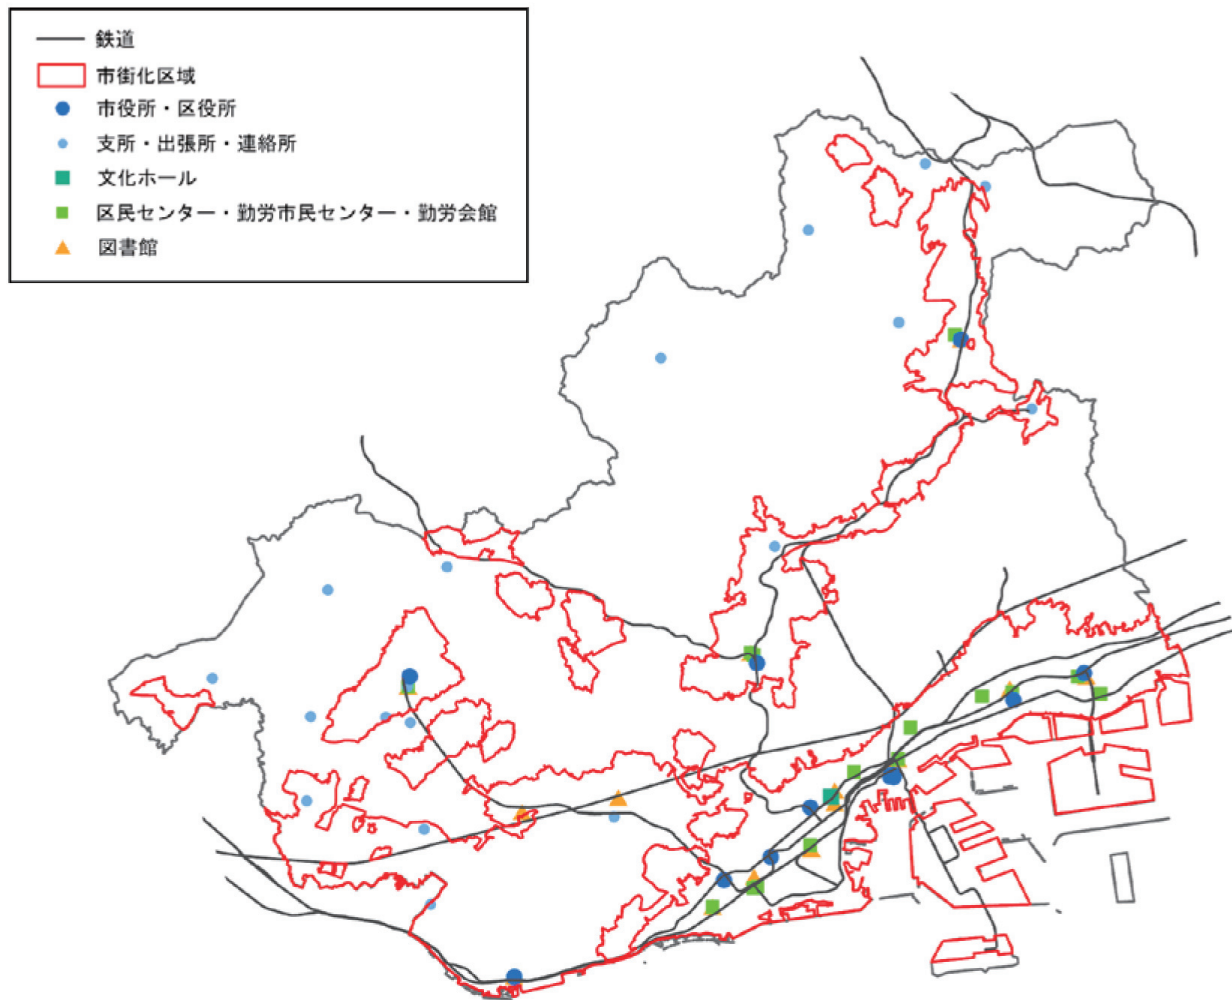 鉄道
市街化区域
市役所・区役所
支所・出張所・連絡所
文化ホール
区民センター・勤労市民センター・勤労会館
図書館